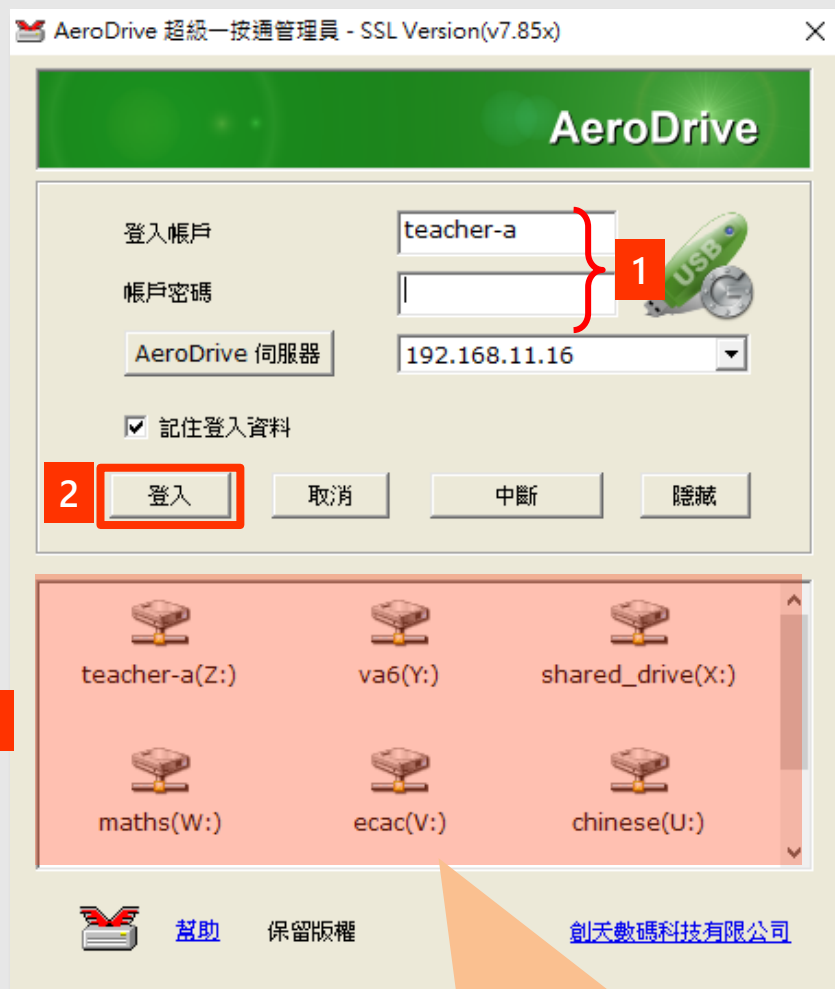 AeroDrive 超級一按通管理員 - SSL Version(v7.85x)
AeroDrive
登入帳戶
teacher-a
1
USB
帳戶密碼
AeroDrive 伺服器
192.168.11.16
記住登入資料
2
登入
取消
中斷
隱藏
teacher-a(Z:)
va6(Y:)
shared_drive(X:)
maths(W:)
ecac(V:)
chinese(U:)
幫助
保留版權
創天數碼科技有限公司